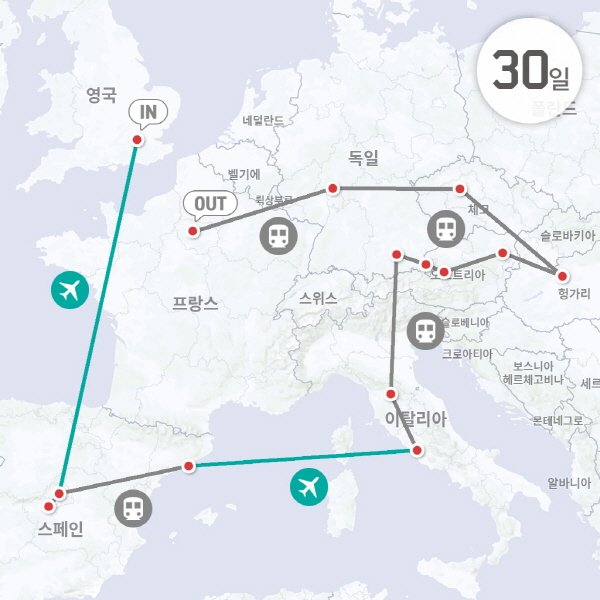 30일
폴란드
영국
IN
네덜란드
독일
벨기에
룩상부르
OUT
체코
슬로바키아
오스트리아
헝가리
프랑스
스위스
슬로베니아
크로아티아
보스니아
헤르체고비나
세르
이탈리아
몬테네그로
알바니아
스페인